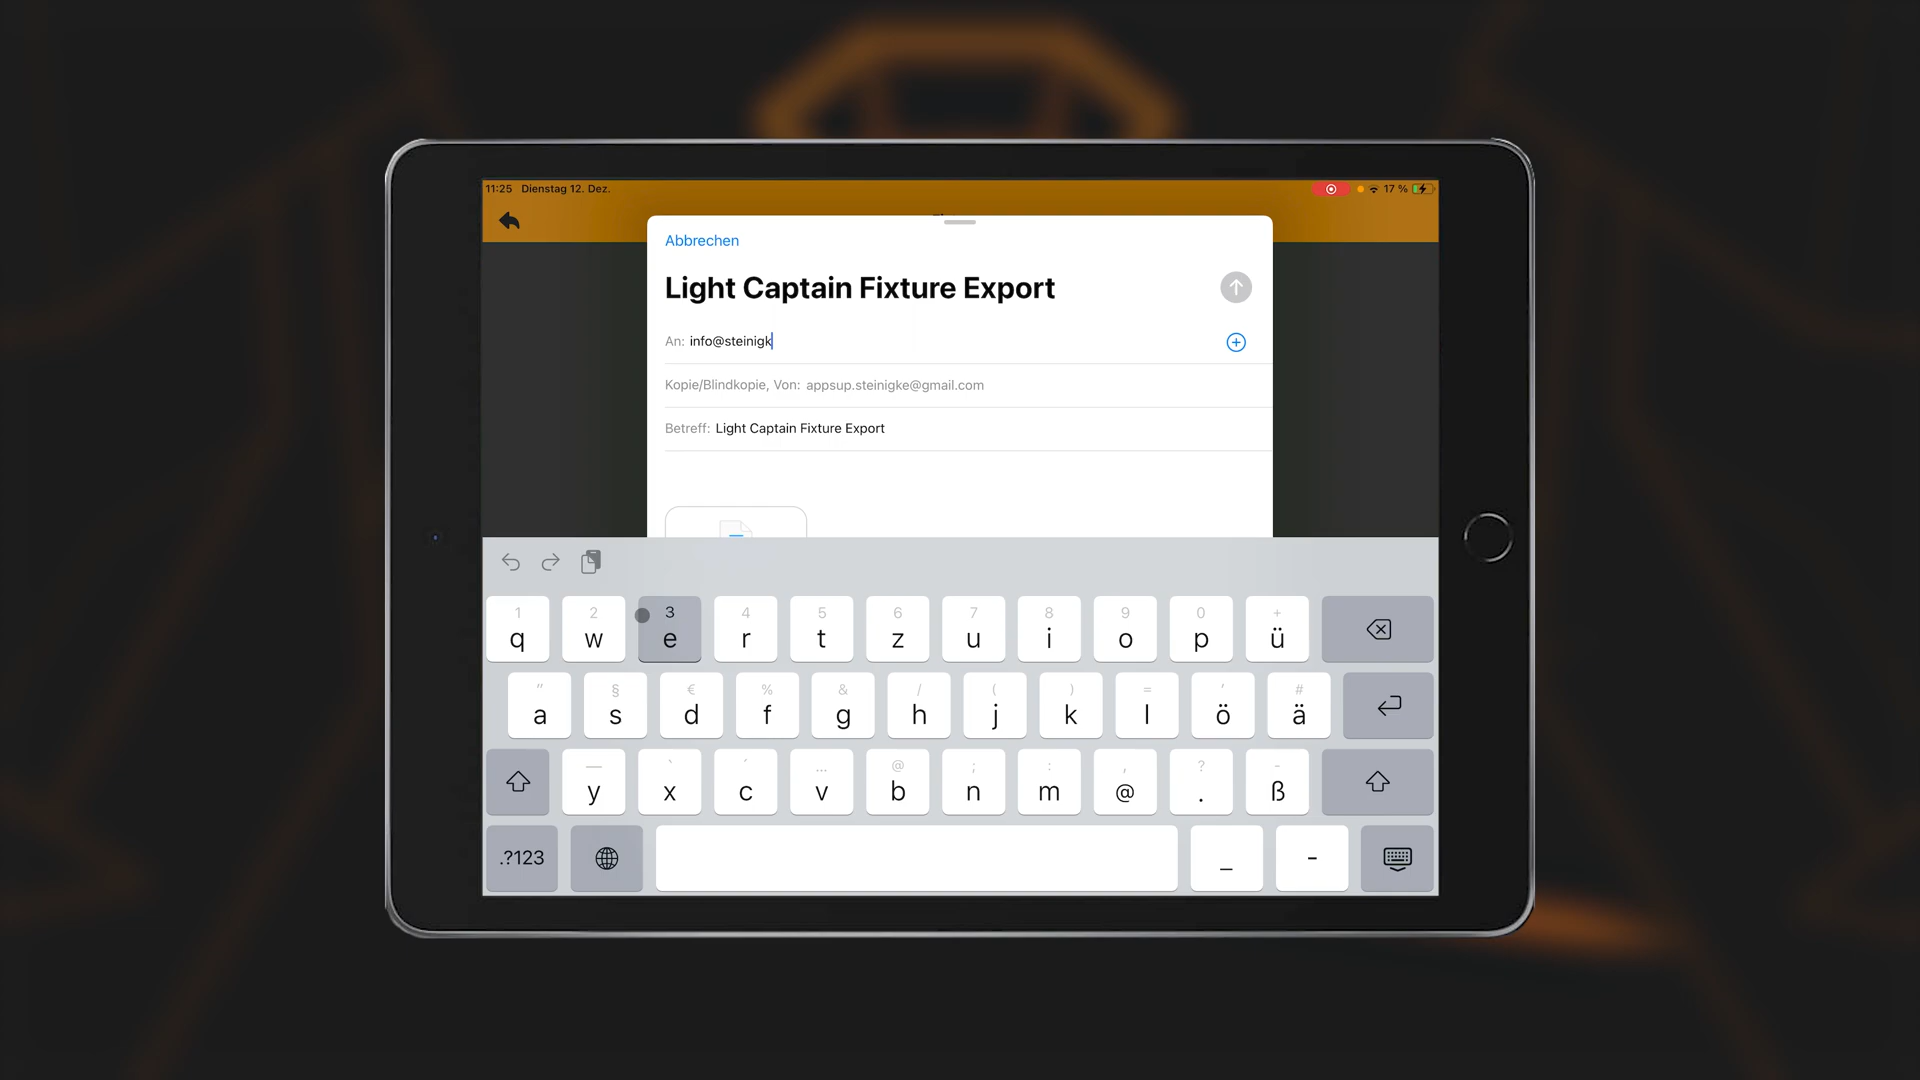 11:25 Dienstag 12. Dez. 17 %
Abbrechen
Light Captain Fixture Export
An: info@steinigk
Kopie/Blindkopie, Von: appsup.steinigke@gmail.com
Betreff: Light Captain Fixture Export
1 2 3 4 5 6 7 8 9 0 +
q w e r t z u i o p ü
" § € % & / ( ) = ' #
a s d f g h j k l ö ä
— ` ´ ... @ ; : , ? -
y x c v b n m @ . ß
.?123 _ -